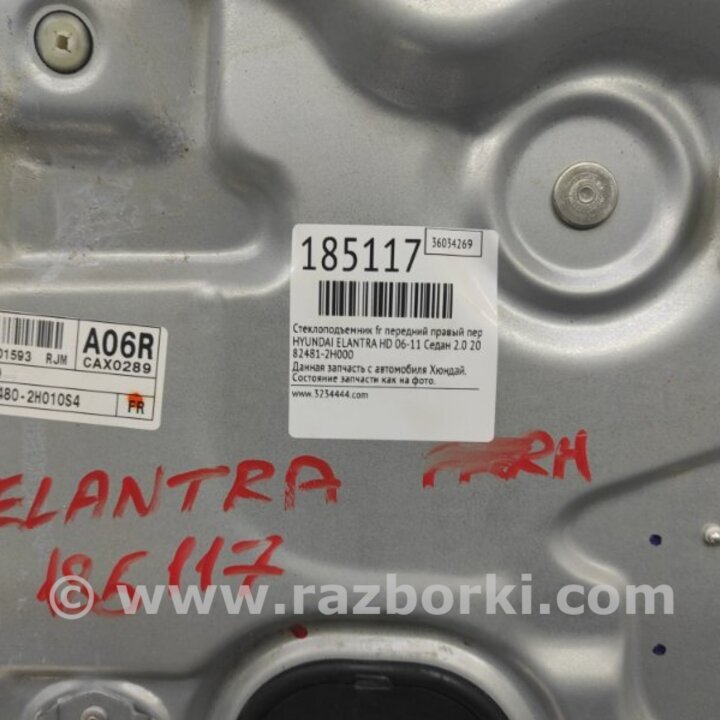 185117
36034269
Стеклоподъемник fr передний правый пер
HYUNDAI ELANTRA HD 06-11 Седан 2.0 20
82481-2H000
Данная запчасть с автомобиля Хюндай.
Состояние запчасти как на фото.
www.3234444.com
01593 RJM
A06R
CAX0289
480-2H010S4
FR
ELANTRA RH
185117
© www.razborki.com